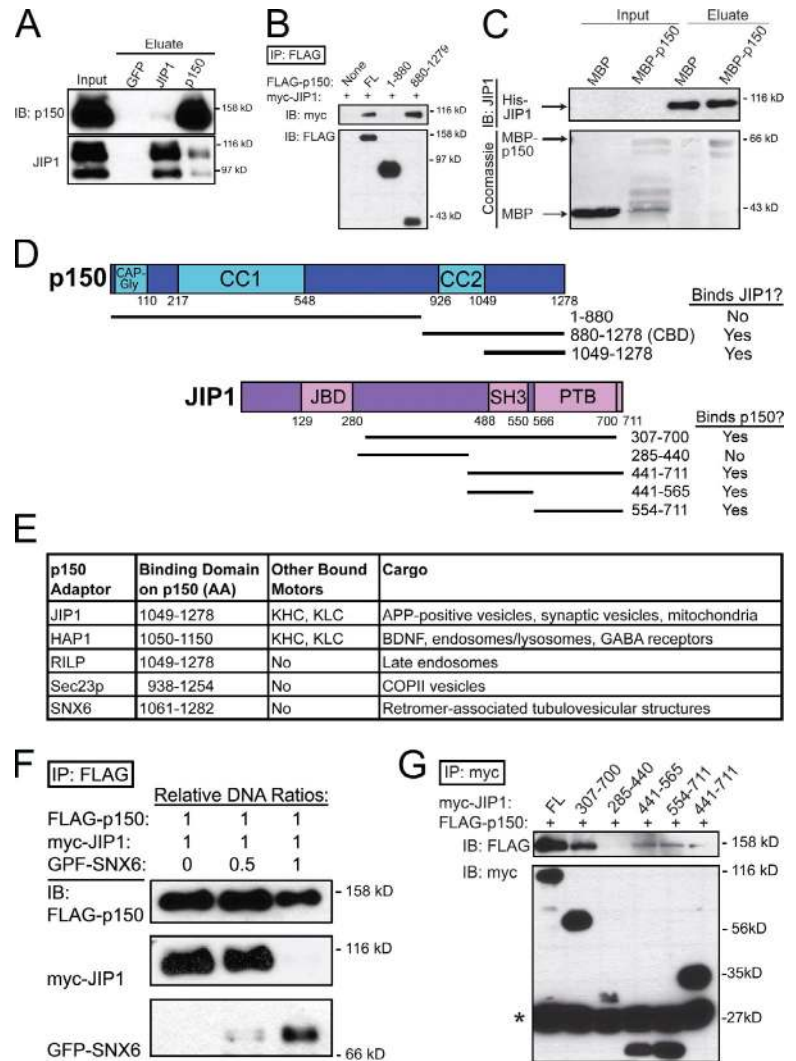 A
Eluate
Input
GFP
JIP1
p150
IB: p150
- 158 kD
JIP1
- 116 kD
97 kD
B
IP: FLAG
None
FL
1-880
880-1279
FLAG-p150:
myc-JIP1: + + + +
IB: myc
- 116 kD
IB: FLAG
- 158 kD
- 97 kD
- 43 kD
C
Input Eluate
MBP
MBP-p150
MBP
MBP-p150
IB: JIP1
His-JIP1
- 116 kD
Coomassie
MBP-p150
- 66 kD
MBP
- 43 kD
D
p150
CAP-Gly
CC1
CC2
110 217 548 926 1049 1278
Binds JIP1?
1-880 No
880-1278 (CBD) Yes
1049-1278 Yes
JIP1
JBD
SH3
PTB
129 280 488 550 566 700 711
Binds p150?
307-700 Yes
285-440 No
441-711 Yes
441-565 Yes
554-711 Yes
E
p150 Adaptor
Binding Domain on p150 (AA)
Other Bound Motors
Cargo
JIP1 1049-1278 KHC, KLC APP-positive vesicles, synaptic vesicles, mitochondria
HAP1 1050-1150 KHC, KLC BDNF, endosomes/lysosomes, GABA receptors
RILP 1049-1278 No Late endosomes
Sec23p 938-1254 No COPII vesicles
SNX6 1061-1282 No Retromer-associated tubulovesicular structures
F
IP: FLAG
Relative DNA Ratios:
FLAG-p150: 1 1 1
myc-JIP1: 1 1 1
GPF-SNX6: 0 0.5 1
IB:
FLAG-p150
- 158 kD
myc-JIP1
- 116 kD
GFP-SNX6
66 kD
G
IP: myc
FL
307-700
285-440
441-565
554-711
441-711
myc-JIP1:
FLAG-p150: + + + + + +
IB: FLAG
- 158 kD
IB: myc
- 116 kD
-56kD
-35kD
*
-27kD